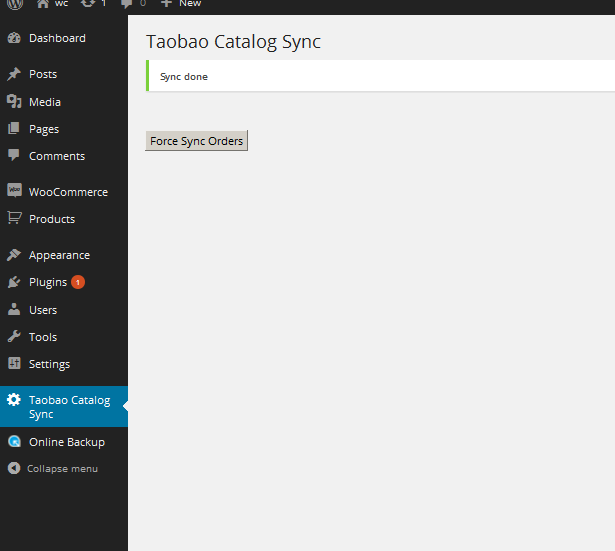 wc 1 0 New
Dashboard
Posts
Media
Pages
Comments
WooCommerce
Products
Appearance
Plugins 1
Users
Tools
Settings
Taobao Catalog
Sync
Online Backup
Collapse menu
Taobao Catalog Sync
Sync done
Force Sync Orders